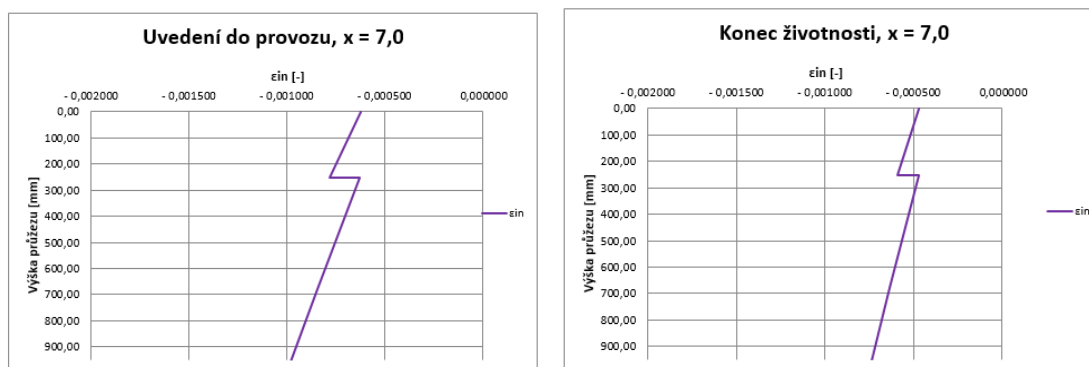 Uvedení do provozu, x = 7,0
εin [-]
- 0,002000 - 0,001500 - 0,001000 - 0,000500 0,000000
0,00
100,00
200,00
300,00
400,00
500,00
600,00
700,00
800,00
900,00
Výška průžezu [mm]
εin
Konec životnosti, x = 7,0
εin [-]
- 0,002000 - 0,001500 - 0,001000 - 0,000500 0,000000
0,00
100,00
200,00
300,00
400,00
500,00
600,00
700,00
800,00
900,00
Výška průžezu [mm]
εin